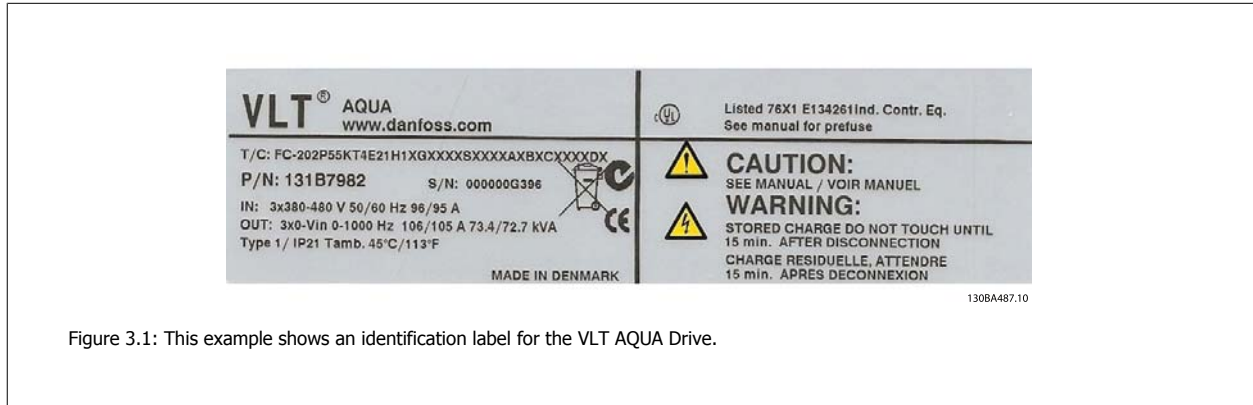 VLT® AQUA
www.danfoss.com
T/C: FC-202P55KT4E21H1XGXXXXSXXXXAXBXCXXXXDX
P/N: 131B7982 S/N: 000000G396
IN: 3x380-480 V 50/60 Hz 96/95 A
OUT: 3x0-Vin 0-1000 Hz 106/105 A 73.4/72.7 kVA
Type 1/ IP21 Tamb. 45°C/113°F
MADE IN DENMARK
CE
c UL Listed 76X1 E134261Ind. Contr. Eq.
See manual for prefuse
CAUTION:
SEE MANUAL / VOIR MANUEL
WARNING:
STORED CHARGE DO NOT TOUCH UNTIL
15 min. AFTER DISCONNECTION
CHARGE RESIDUELLE, ATTENDRE
15 min. APRES DECONNEXION
130BA487.10
Figure 3.1: This example shows an identification label for the VLT AQUA Drive.